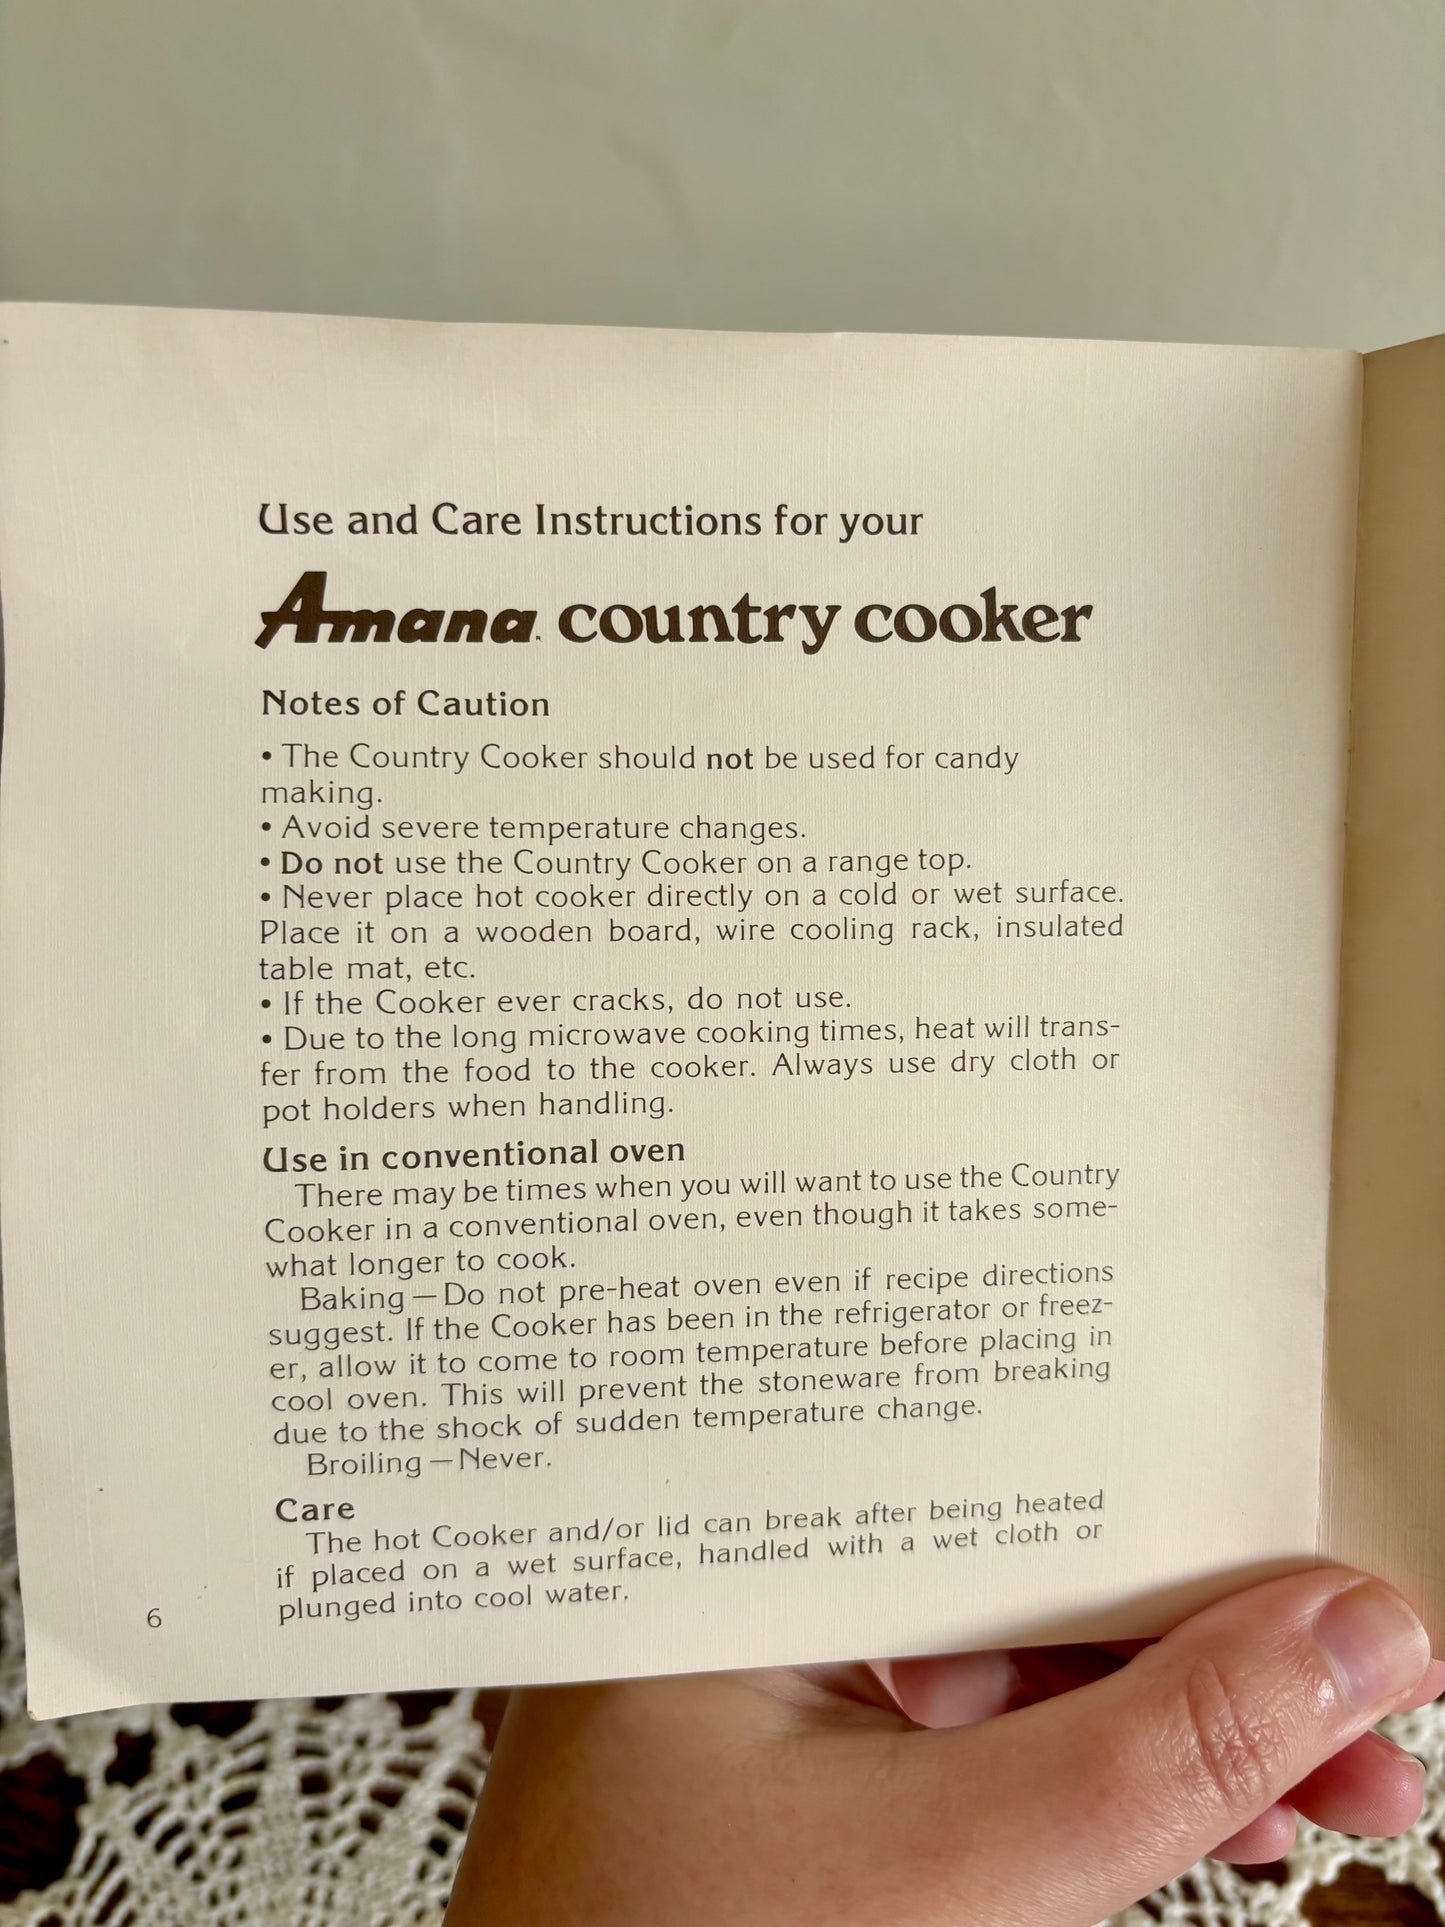 Use and Care Instructions for your
Amana. country cooker
Notes of Caution
• The Country Cooker should not be used for candy
making.
• Avoid severe temperature changes.
• Do not use the Country Cooker on a range top.
• Never place hot cooker directly on a cold or wet surface.
Place it on a wooden board, wire cooling rack, insulated
table mat, etc.
• If the Cooker ever cracks, do not use.
• Due to the long microwave cooking times, heat will trans-
fer from the food to the cooker. Always use dry cloth or
pot holders when handling.
Use in conventional oven
There may be times when you will want to use the Country
Cooker in a conventional oven, even though it takes some-
what longer to cook.
Baking — Do not pre-heat oven even if recipe directions
suggest. If the Cooker has been in the refrigerator or freez-
er, allow it to come to room temperature before placing in
cool oven. This will prevent the stoneware from breaking
due to the shock of sudden temperature change.
Broiling — Never.
Care
The hot Cooker and/or lid can break after being heated
if placed on a wet surface, handled with a wet cloth or
plunged into cool water.
6